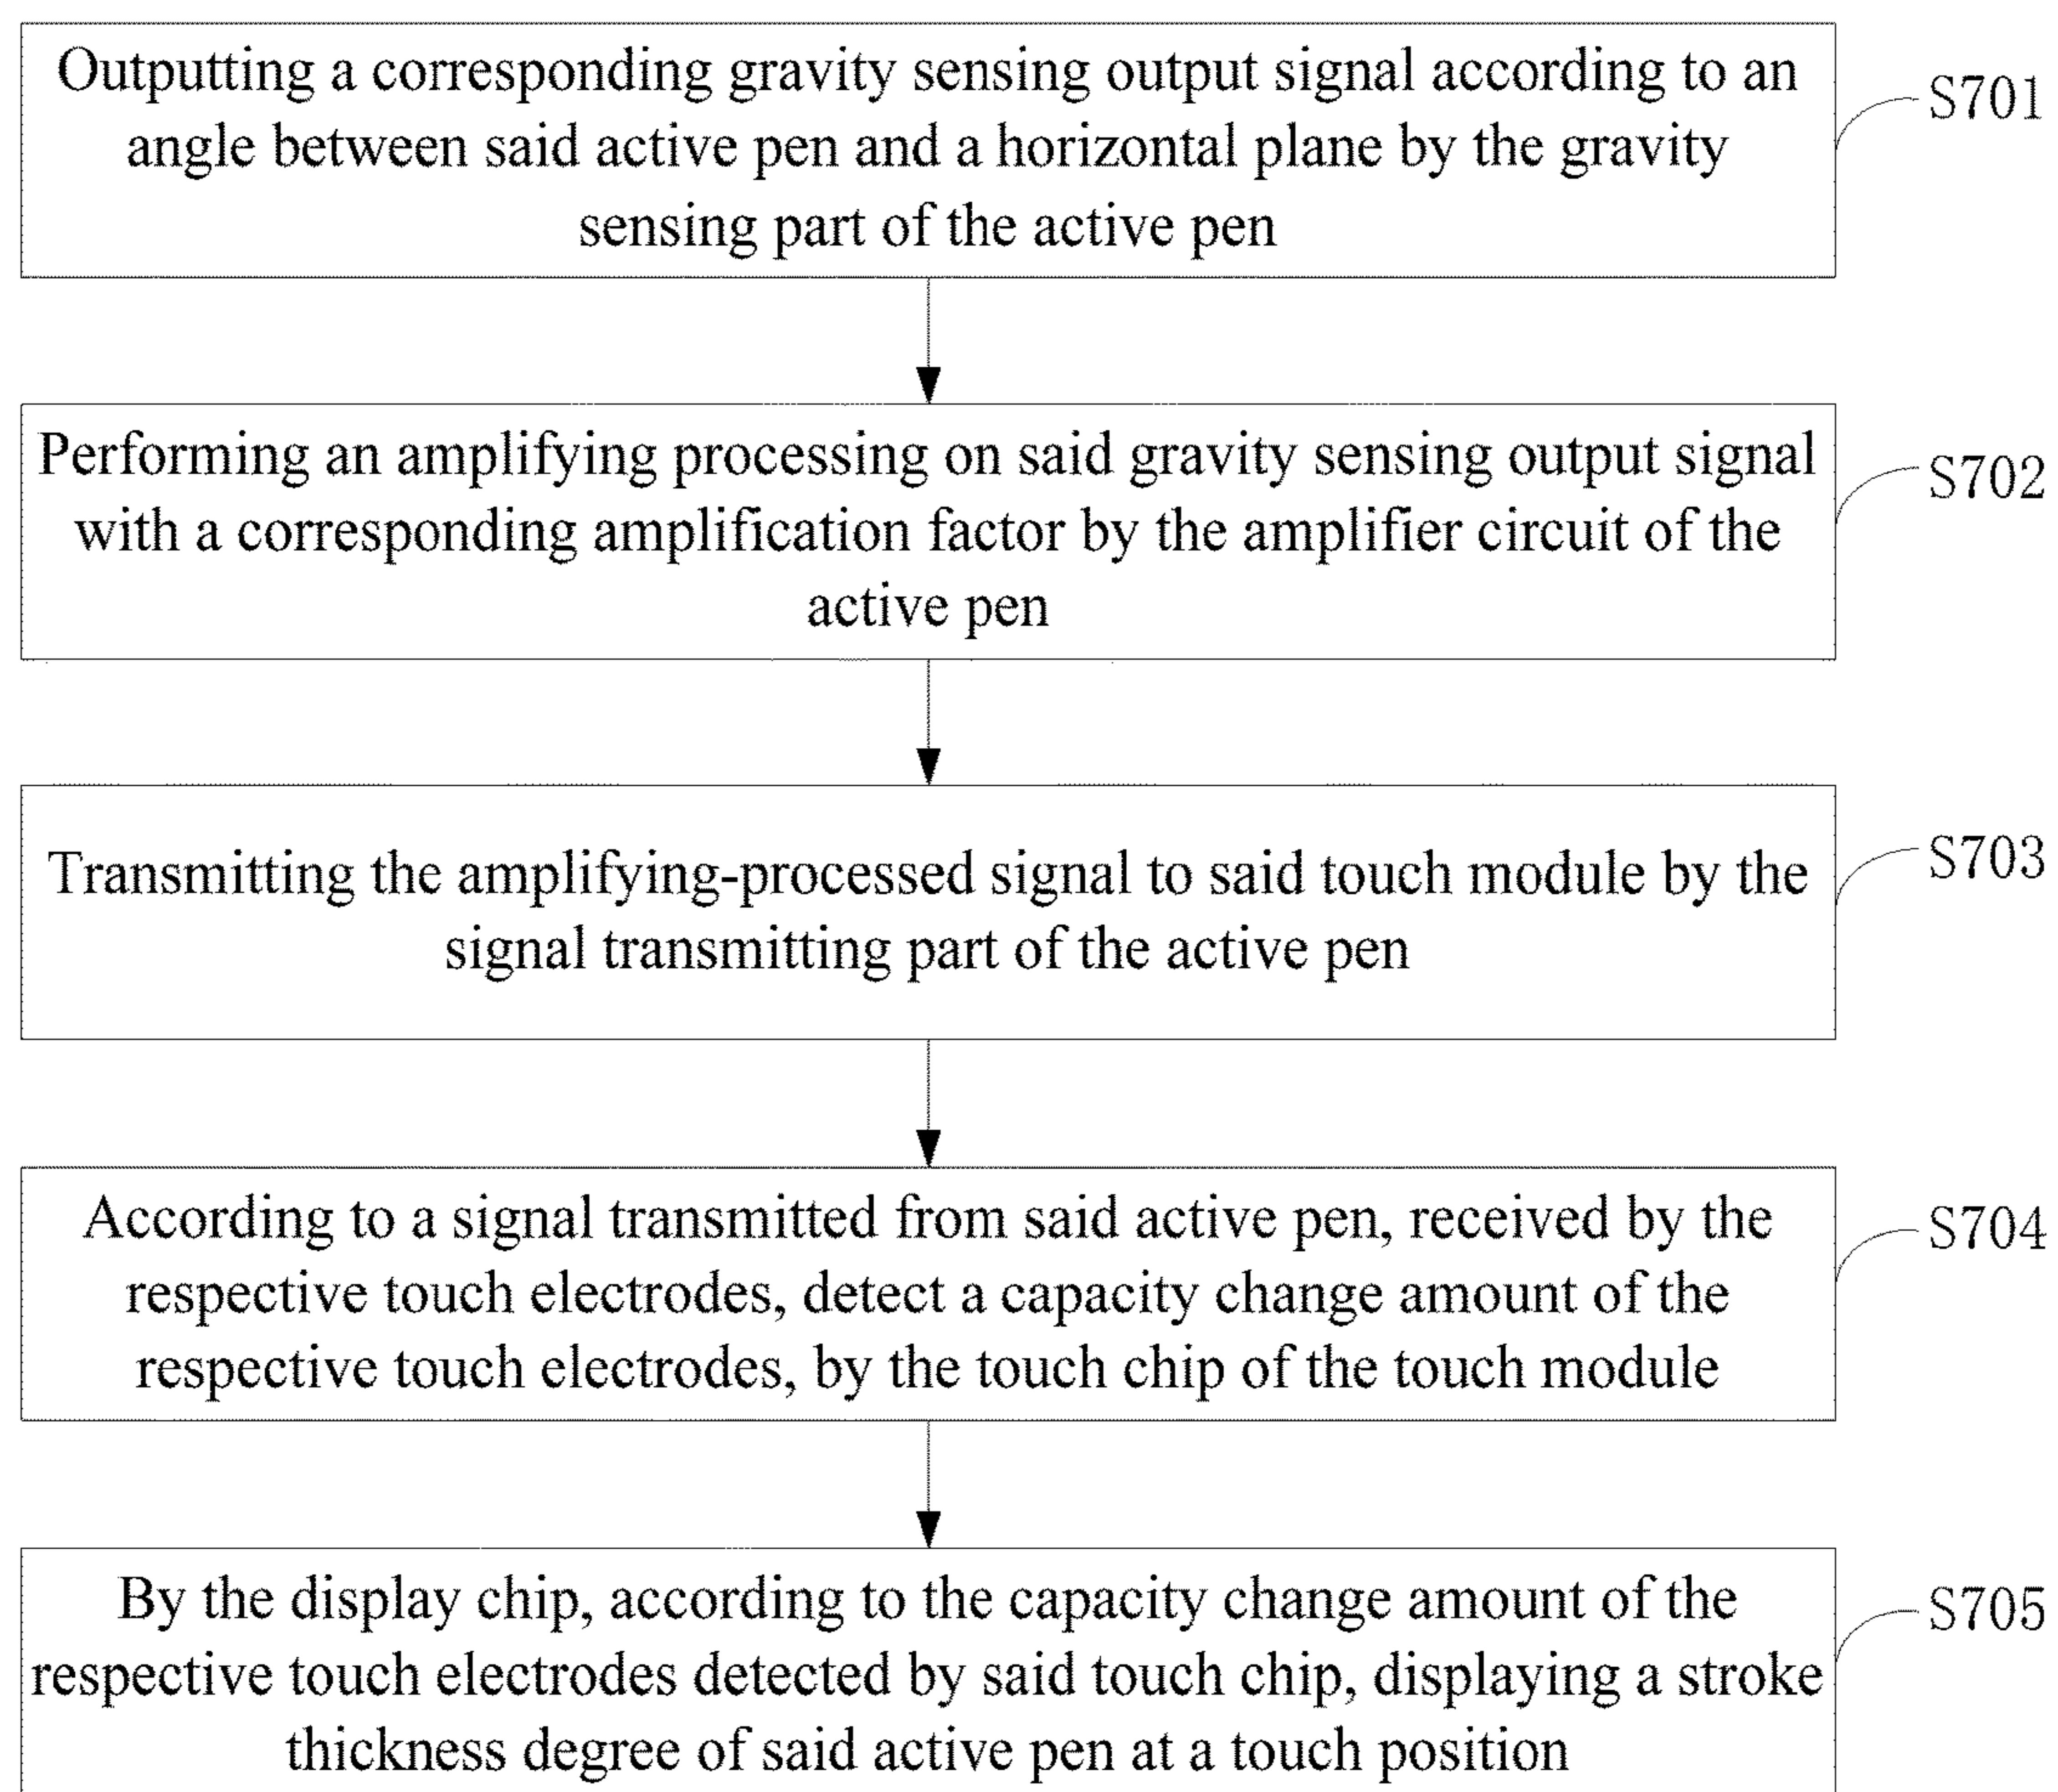 Outputting a corresponding gravity sensing output signal according to an
angle between said active pen and a horizontal plane by the gravity
sensing part of the active pen
S701
Performing an amplifying processing on said gravity sensing output signal
with a corresponding amplification factor by the amplifier circuit of the
active pen
S702
Transmitting the amplifying-processed signal to said touch module by the
signal transmitting part of the active pen
S703
According to a signal transmitted from said active pen, received by the
respective touch electrodes, detect a capacity change amount of the
respective touch electrodes, by the touch chip of the touch module
S704
By the display chip, according to the capacity change amount of the
respective touch electrodes detected by said touch chip, displaying a stroke
thickness degree of said active pen at a touch position
S705